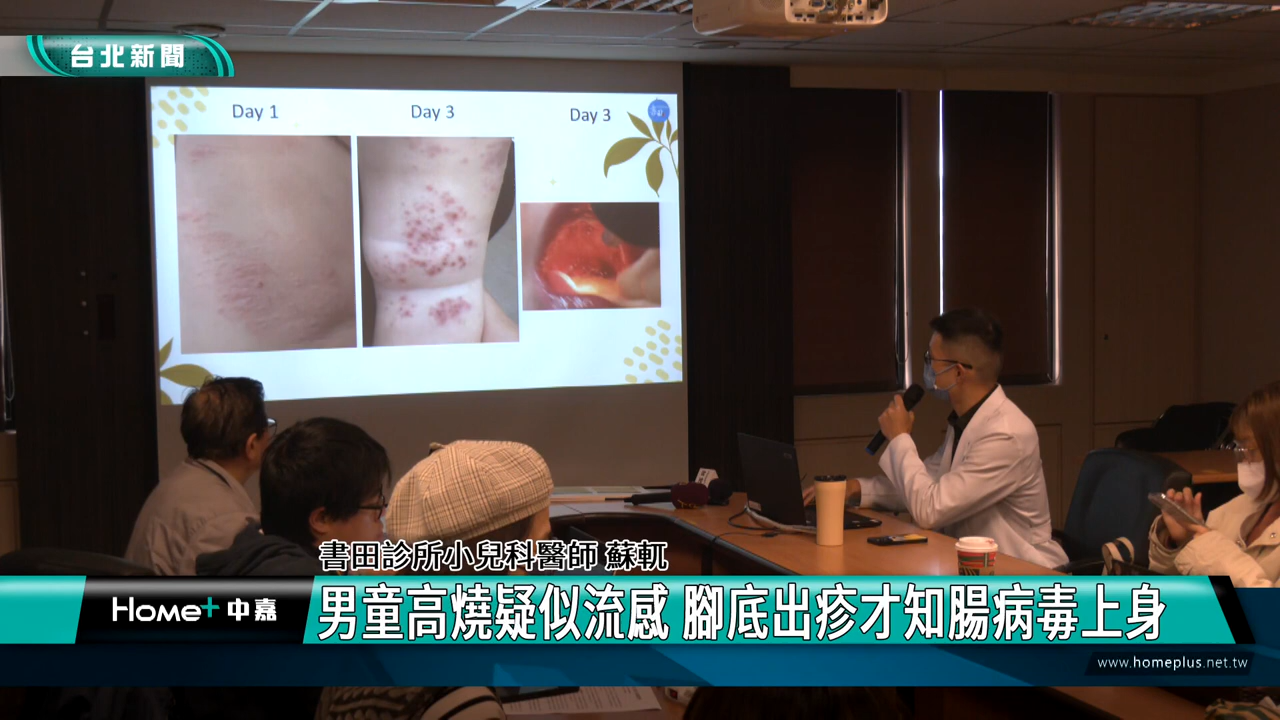 台北新聞
Day 1
Day 3
Day 3
書田診所小兒科醫師 蘇軏
Home+ 中嘉
男童高燒疑似流感 腳底出疹才知腸病毒上身
www.homeplus.net.tw